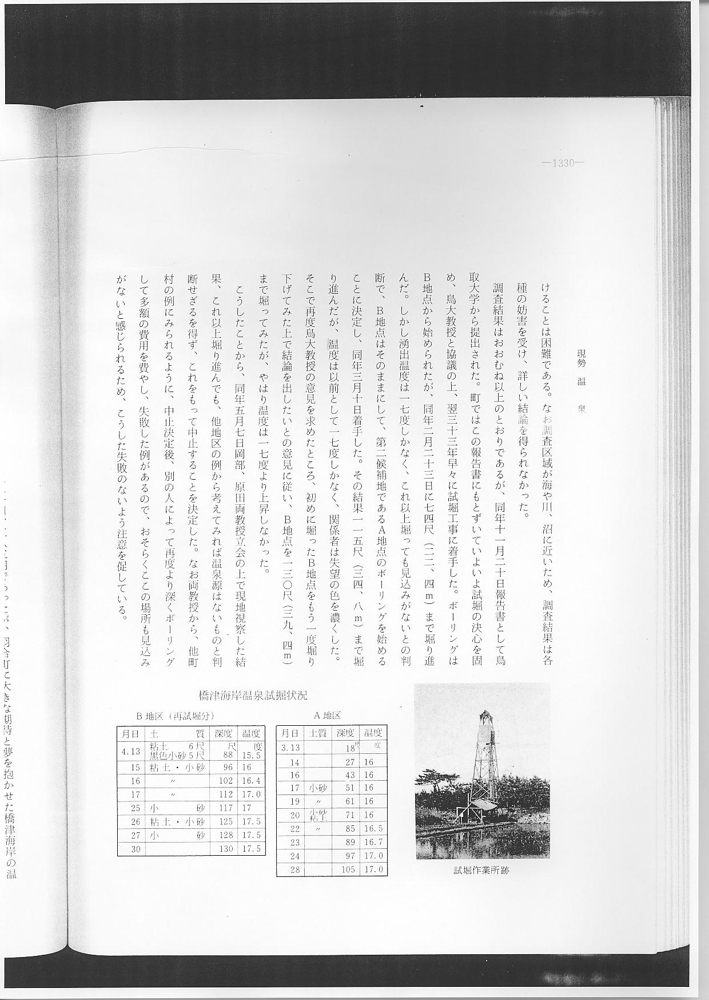 ―1330―
現勢　温　泉
けることは困難である。なお調査区域が海や川、沼に近いため、調査結果は各
種の妨害を受け、詳しい結論を得られなかった。
調査結果はおおむね以上のとおりであるが、同年十一月二十日報告書として鳥
取大学から提出された。町ではこの報告書にもとずいていよいよ試堀の決心を固
め、鳥大教授と協議の上、翌三十三年早々に試堀工事に着手した。ボーリングは
B地点から始められたが、同年二月二十三日に七四尺（二二、四m）まで堀り進
んだ。しかし湧出温度は一七度しかなく、これ以上堀っても見込みがないとの判
断で、B地点はそのままにして、第二候補地であるA地点のボーリングを始める
ことに決定し、同年三月十日着手した。その結果一一五尺（三四、八m）まで堀
り進んだが、温度は以前として一七度しかなく、関係者は失望の色を濃くした。
そこで再度鳥大教授の意見を求めたところ、初めに堀ったB地点をもう一度堀り
下げてみた上で結論を出したいとの意見に従い、B地点を一三〇尺（三九、四m）
まで堀ってみたが、やはり温度は一七度より上昇しなかった。
こうしたことから、同年五月七日岡部、原田両教授立会の上で現地視察した結
果、これ以上堀り進んでも、他地区の例から考えてみれば温泉源はないものと判
断せざるを得ず、これをもって中止することを決定した。なお両教授から、他町
村の例にみられるように、中止決定後、別の人によって再度より深くボーリング
して多額の費用を費やし、失敗した例があるので、おそらくここの場所も見込み
がないと感じられるため、こうした失敗のないよう注意を促している。
試堀作業所跡
橋津海岸温泉試堀状況
A 地区
月日 土質 深度 温度
3.13 18尺 度
14 27 16
16 43 16
17 小砂 51 16
19 〃 61 16
20 小砂 粘土 71 16
22 〃 85 16.5
23 89 16.7
24 97 17.0
28 105 17.0
B 地区（再試堀分）
月日 土質 深度 温度
4.13 粘土 6尺 黒色小砂5尺 尺 88 度 15.5
15 粘土・小砂 96 16
16 〃 102 16.4
17 〃 112 17.0
25 小砂 117 17
26 粘土・小砂 125 17.5
27 小砂 128 17.5
30 130 17.5
羽合町に大きな期待と夢を抱かせた橋津海岸の温